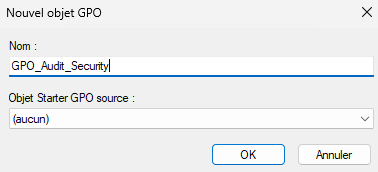 Nouvel objet GPO
Nom :
GPO_Audit_Security
Objet Starter GPO source :
(aucun)
OK
Annuler